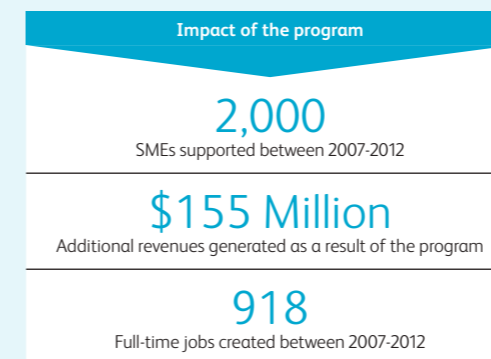 Impact of the program
2,000
SMEs supported between 2007-2012
$155 Million
Additional revenues generated as a result of the program
918
Full-time jobs created between 2007-2012